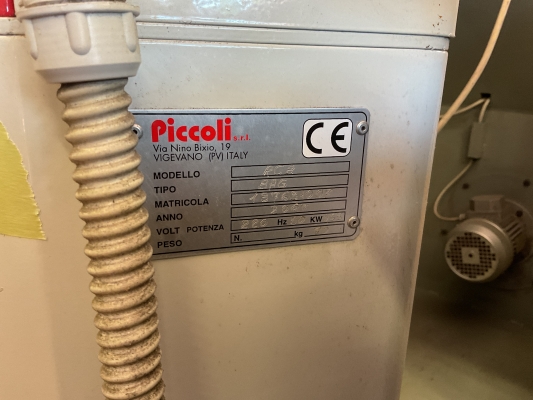 Piccoli s.r.l.
Via Nino Bixio, 19
VIGEVANO (PV) ITALY
CE
MODELLO
TIPO
MATRICOLA
ANNO
VOLT POTENZA 220 Hz KW
PESO N. kg